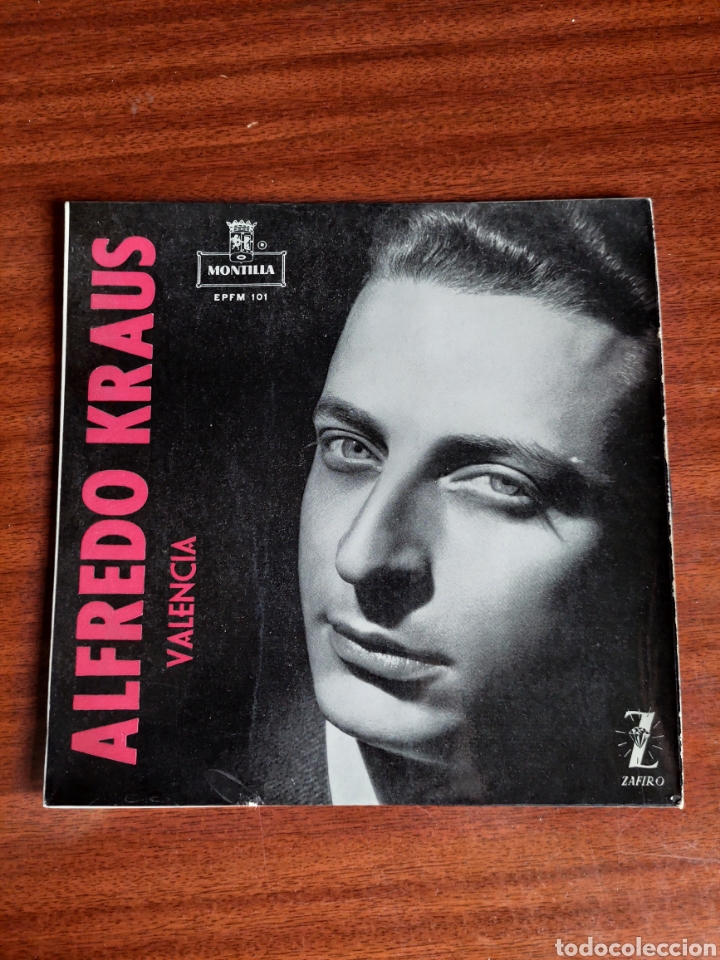 ALFREDO KRAUS
VALENCIA
MONTILLA
®
EPFM 101
Z
ZAFIRO
todocoleccion